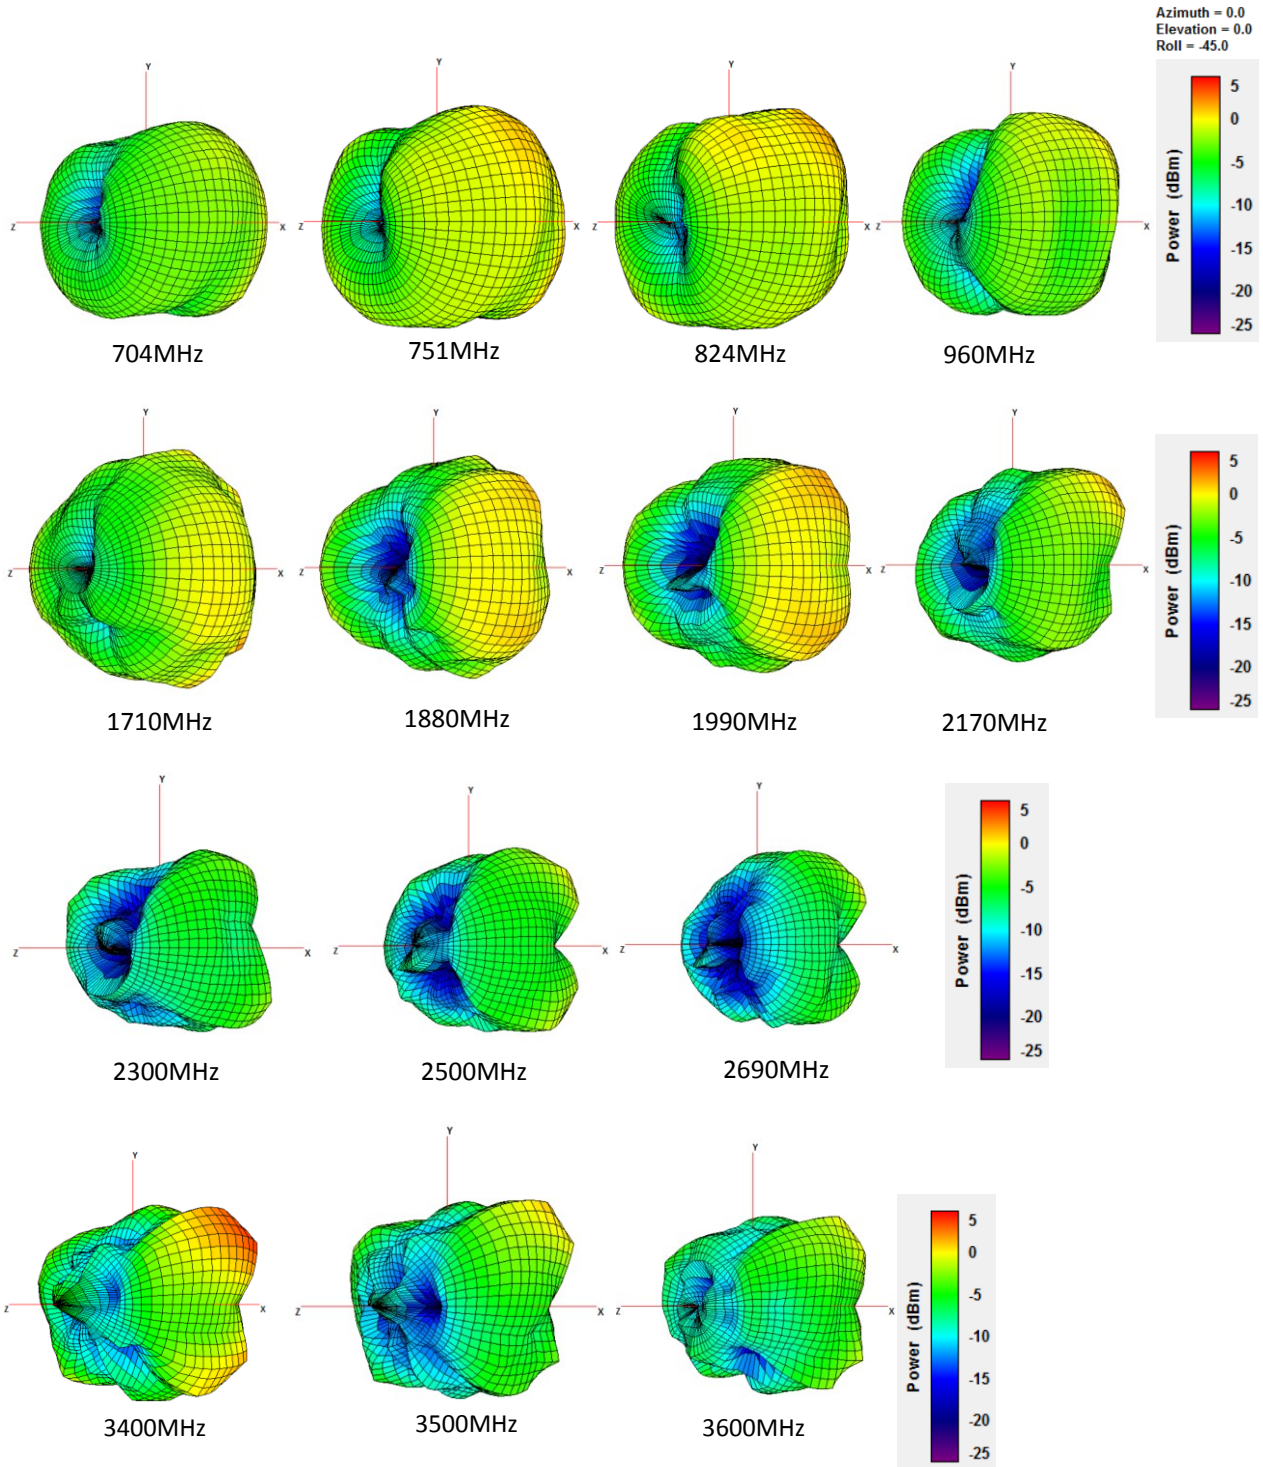 Azimuth = 0.0
Elevation = 0.0
Roll = -45.0
Y
Z
X
Y
Z
X
Y
Z
X
Y
Z
X
Power (dBm)
5
0
-5
-10
-15
-20
-25
704MHz
751MHz
824MHz
960MHz
Y
Z
X
Y
Z
X
Y
Z
X
Y
Z
X
Power (dBm)
5
0
-5
-10
-15
-20
-25
1710MHz
1880MHz
1990MHz
2170MHz
Y
Z
X
Y
Z
X
Y
Z
X
Power (dBm)
5
0
-5
-10
-15
-20
-25
2300MHz
2500MHz
2690MHz
Y
Z
X
Y
Z
X
Y
Z
X
Power (dBm)
5
0
-5
-10
-15
-20
-25
3400MHz
3500MHz
3600MHz